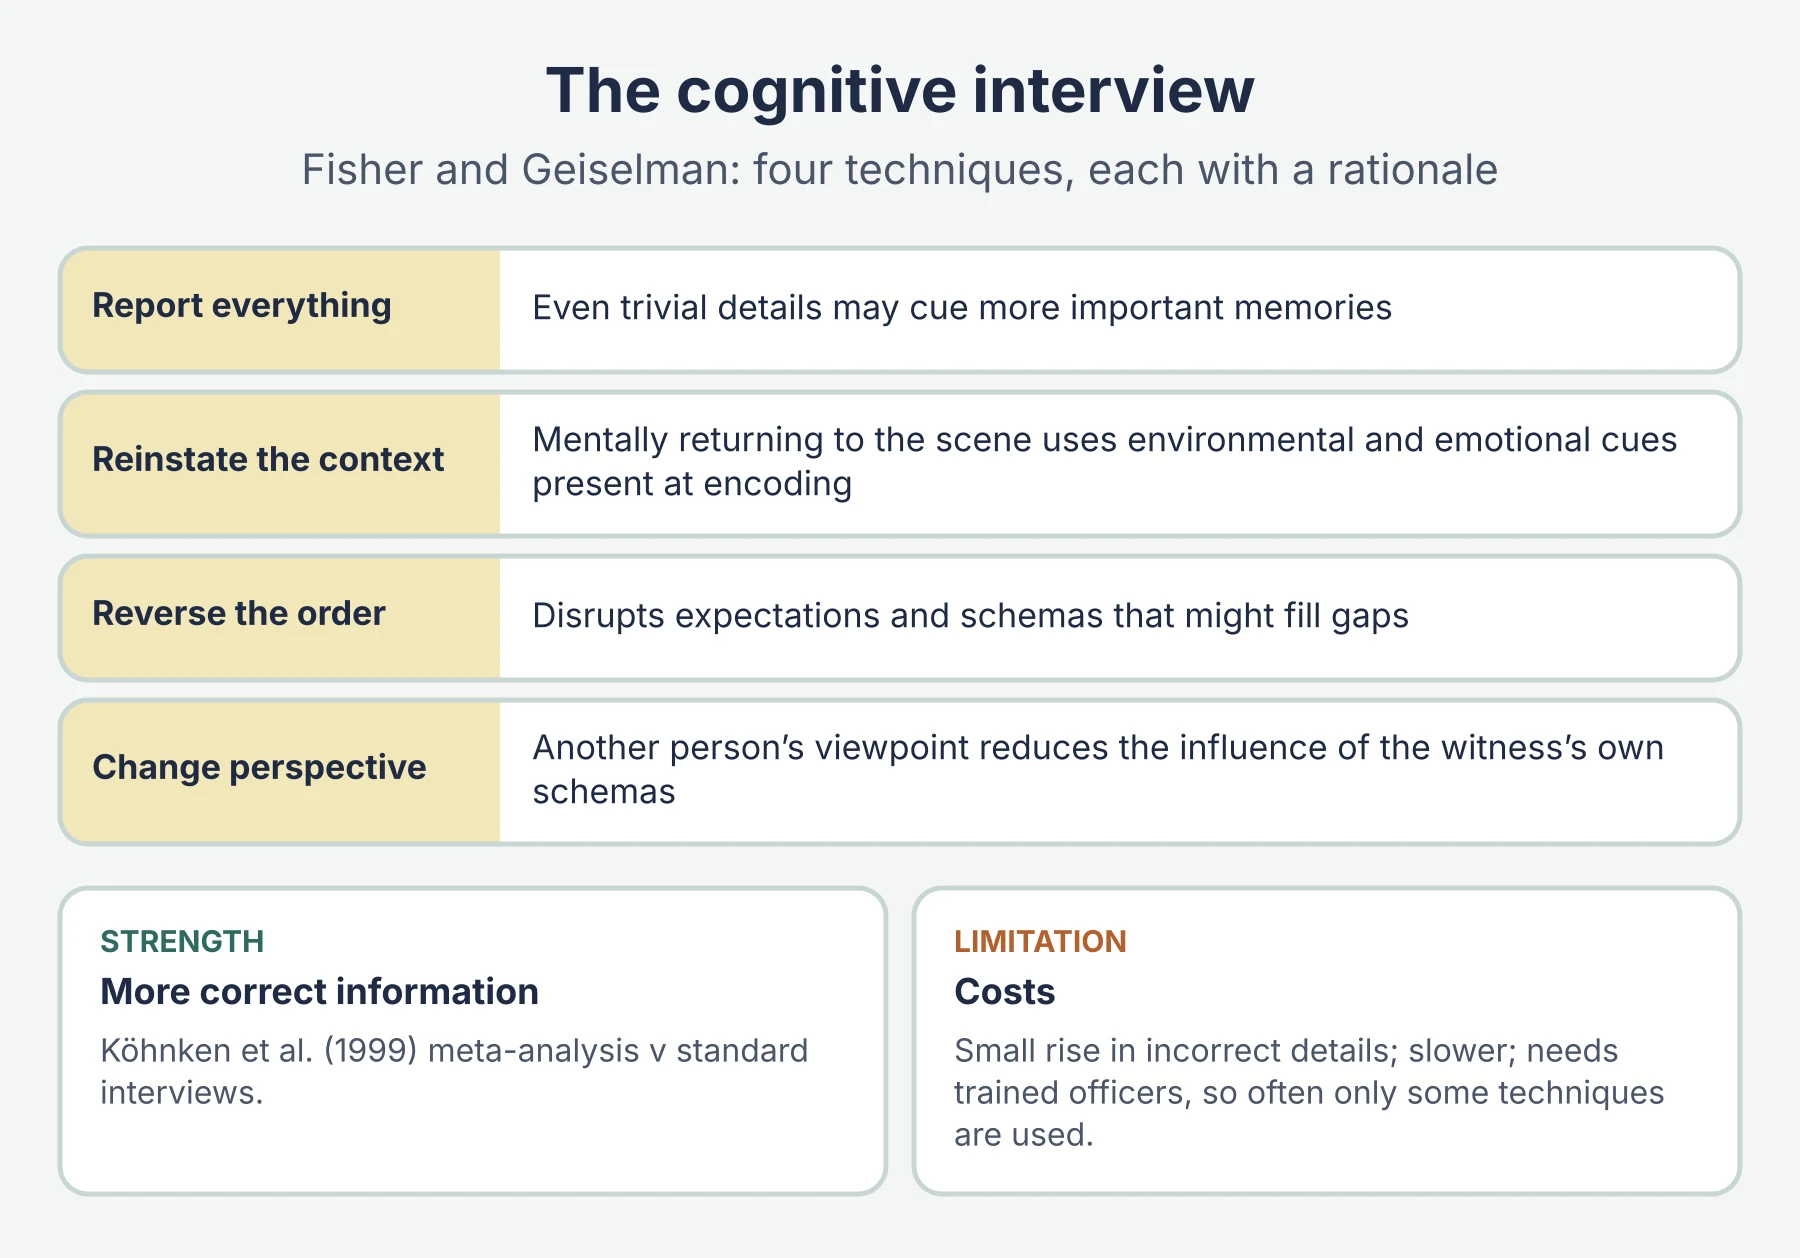 The cognitive interview
Fisher and Geiselman: four techniques, each with a rationale
Report everything
Even trivial details may cue more important memories
Reinstate the context
Mentally returning to the scene uses environmental and emotional cues
present at encoding
Reverse the order
Disrupts expectations and schemas that might fill gaps
Change perspective
Another person’s viewpoint reduces the influence of the witness’s own
schemas
STRENGTH
More correct information
Köhnken et al. (1999) meta-analysis v standard
interviews.
LIMITATION
Costs
Small rise in incorrect details; slower; needs
trained officers, so often only some techniques
are used.